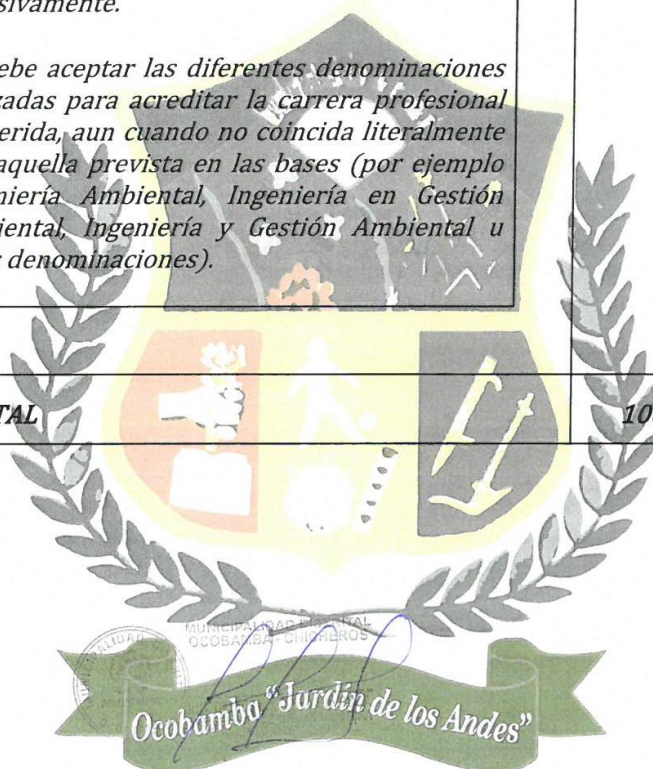 sivamente.
ebe aceptar las diferentes denominaciones
zadas para acreditar la carrera profesional
erida, aun cuando no coincida literalmente
aquella prevista en las bases (por ejemplo
niería Ambiental, Ingeniería en Gestión
iental, Ingeniería y Gestión Ambiental u
denominaciones).
TAL
10
MUNICIPALIDAD DISTRITAL
OCOBAMBA - CHICHEROS
Ocobamba "Jardín de los Andes"